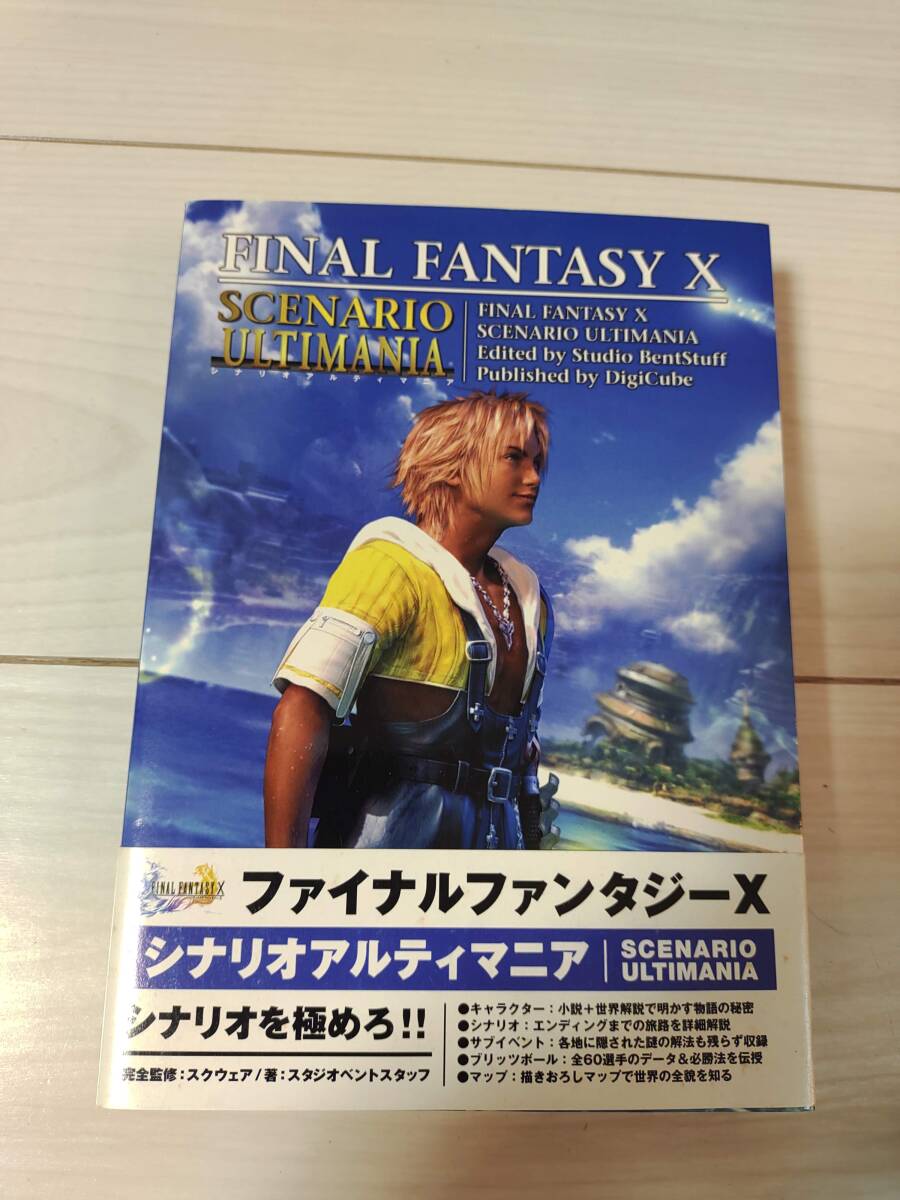 FINAL FANTASY X
SCENARIO
ULTIMANIA
シナリオアルティマニア
FINAL FANTASY X
SCENARIO ULTIMANIA
Edited by Studio BentStuff
Published by DigiCube
FINAL FANTASY X
ファイナルファンタジーX
シナリオアルティマニア
SCENARIO
ULTIMANIA
シナリオを極めろ!!
完全監修:スクウェア/著:スタジオベントスタッフ
●キャラクター:小説+世界解説で明かす物語の秘密
●シナリオ:エンディングまでの旅路を詳細解説
●サブイベント:各地に隠された謎の解法も残らず収録
●ブリッツボール:全60選手のデータ&必勝法を伝授
●マップ:描きおろしマップで世界の全貌を知る